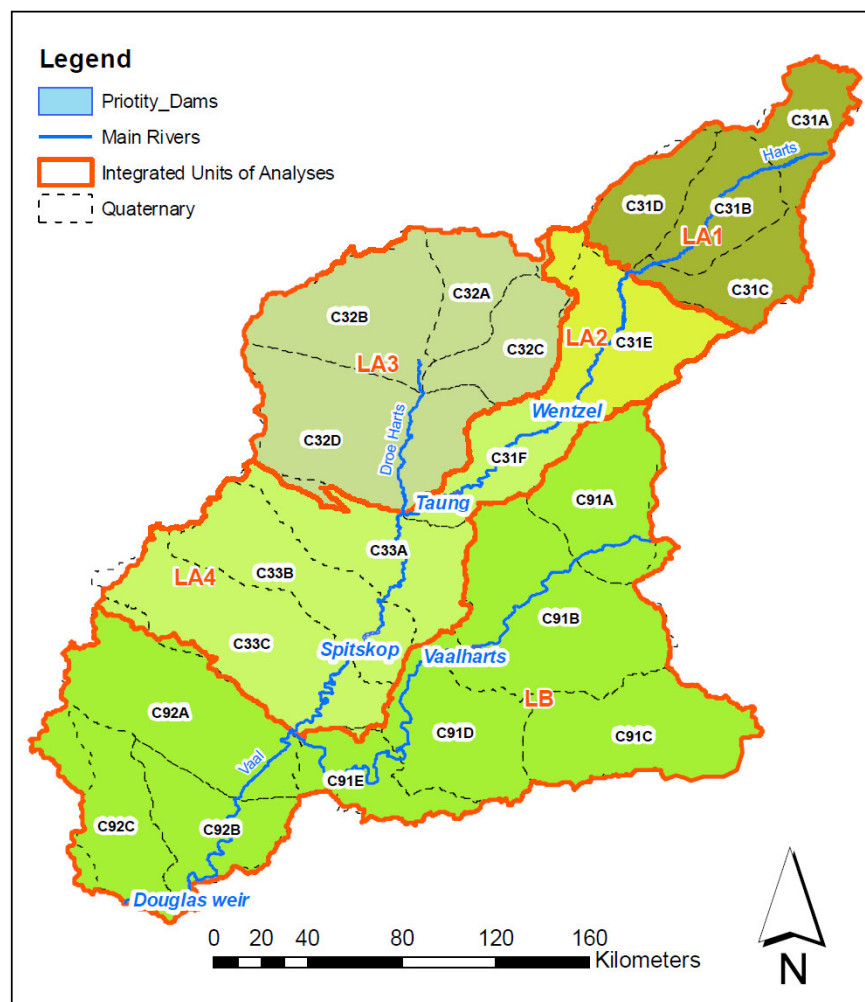 Legend
Priotity_Dams
Main Rivers
Integrated Units of Analyses
Quaternary
C31A
Harts
C31D
C31B
LA1
C31C
C32A
C32B
C32C
LA2
C31E
LA3
Wentzel
C32D
Droe Harts
C31F
Taung
C91A
C33A
C33B
LA4
C91B
C33C
Spitskop
Vaalharts
LB
C92A
C91D
C91C
Vaal
C91E
C92C
C92B
Douglas weir
0 20 40 80 120 160
Kilometers
N